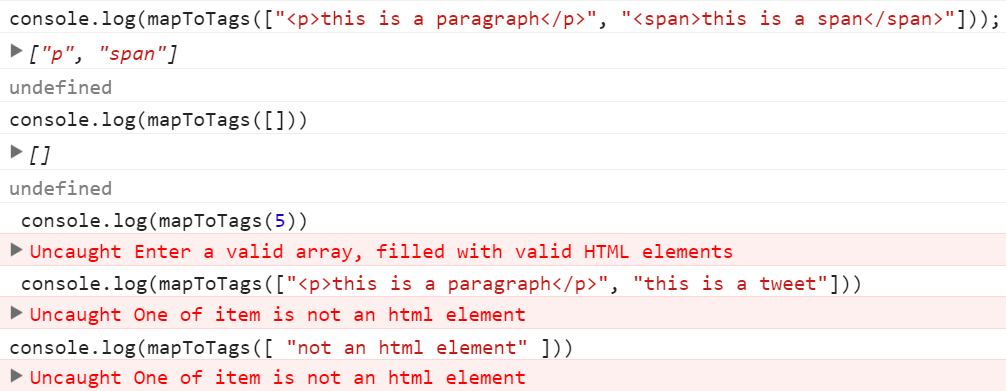 console.log(mapToTags(["<p>this is a paragraph</p>", "<span>this is a span</span>"]));
["p", "span"]
undefined
console.log(mapToTags([]))
[]
undefined
console.log(mapToTags(5))
Uncaught Enter a valid array, filled with valid HTML elements
console.log(mapToTags(["<p>this is a paragraph</p>", "this is a tweet"]))
Uncaught One of item is not an html element
console.log(mapToTags([ "not an html element" ]))
Uncaught One of item is not an html element